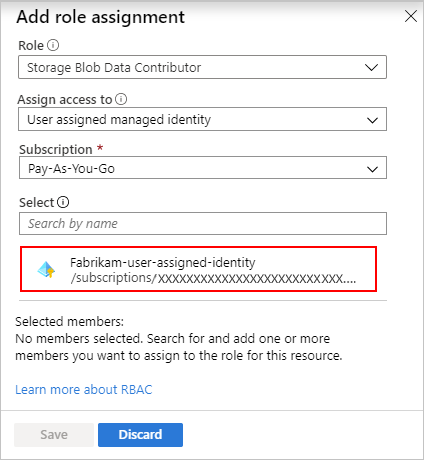 Add role assignment
Role
Storage Blob Data Contributor
Assign access to
User assigned managed identity
Subscription *
Pay-As-You-Go
Select
Search by name
Fabrikam-user-assigned-identity
/subscriptions/XXXXXXXXXXXXXXXXXXXXXXXXXX....
Selected members:
No members selected. Search for and add one or more
members you want to assign to the role for this resource.
Learn more about RBAC
Save
Discard